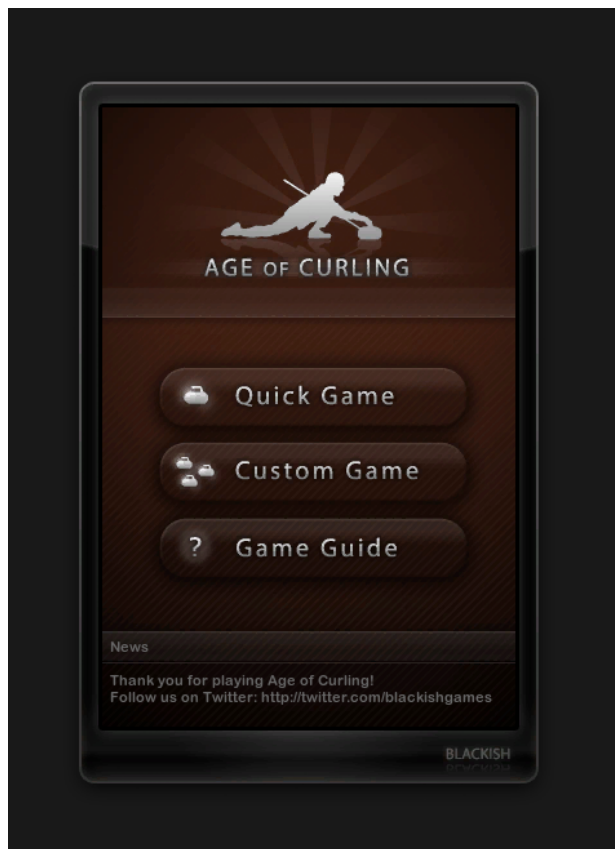 AGE OF CURLING
Quick Game
Custom Game
? Game Guide
News
Thank you for playing Age of Curling!
Follow us on Twitter: http://twitter.com/blackishgames
BLACKISH